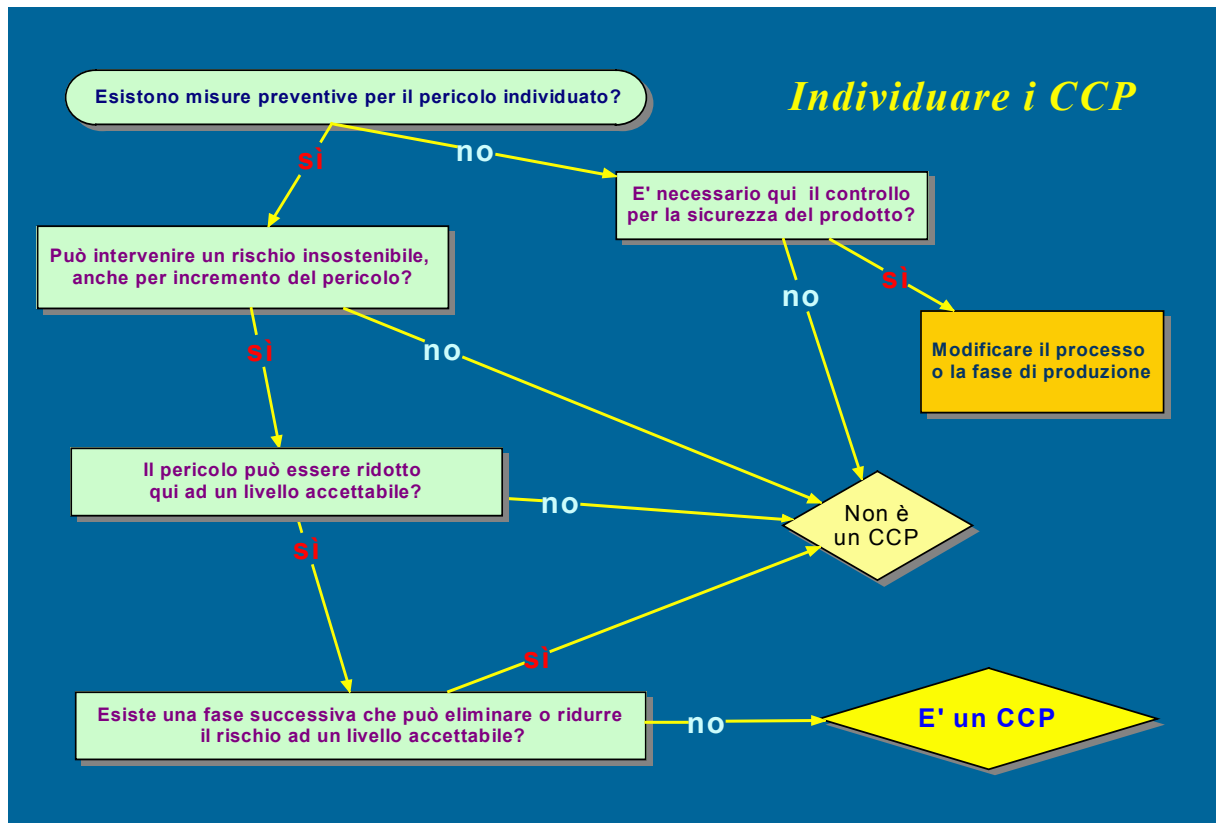 Individuare i CCP
Esistono misure preventive per il pericolo individuato?
sì
no
E' necessario qui il controllo
per la sicurezza del prodotto?
Può intervenire un rischio insostenibile,
anche per incremento del pericolo?
sì
no
no
sì
Modificare il processo
o la fase di produzione
Il pericolo può essere ridotto
qui ad un livello accettabile?
no
sì
Non è
un CCP
sì
Esiste una fase successiva che può eliminare o ridurre
il rischio ad un livello accettabile?
no
E' un CCP